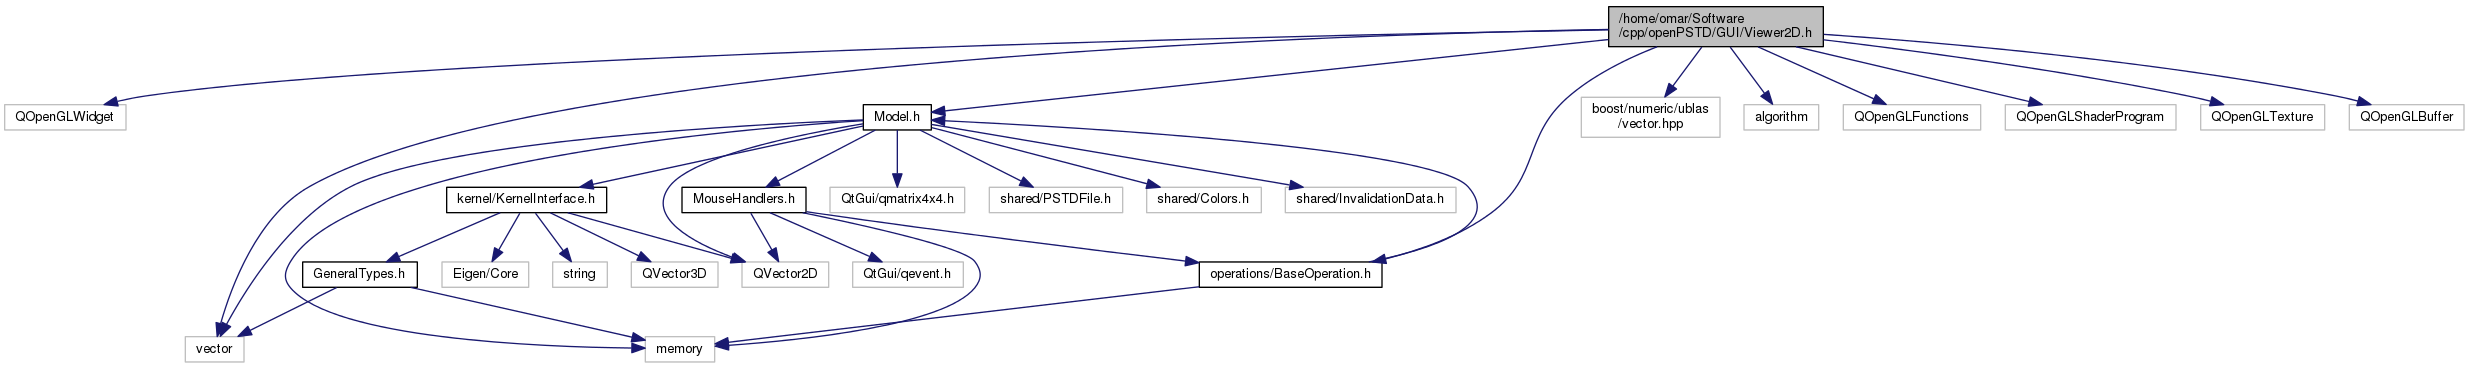 /home/omar/Software
/cpp/openPSTD/GUI/Viewer2D.h
QOpenGLWidget
Model.h
boost/numeric/ublas
/vector.hpp
algorithm
QOpenGLFunctions
QOpenGLShaderProgram
QOpenGLTexture
QOpenGLBuffer
kernel/KernelInterface.h
MouseHandlers.h
QtGui/qmatrix4x4.h
shared/PSTDFile.h
shared/Colors.h
shared/InvalidationData.h
GeneralTypes.h
Eigen/Core
string
QVector3D
QVector2D
QtGui/qevent.h
operations/BaseOperation.h
vector
memory